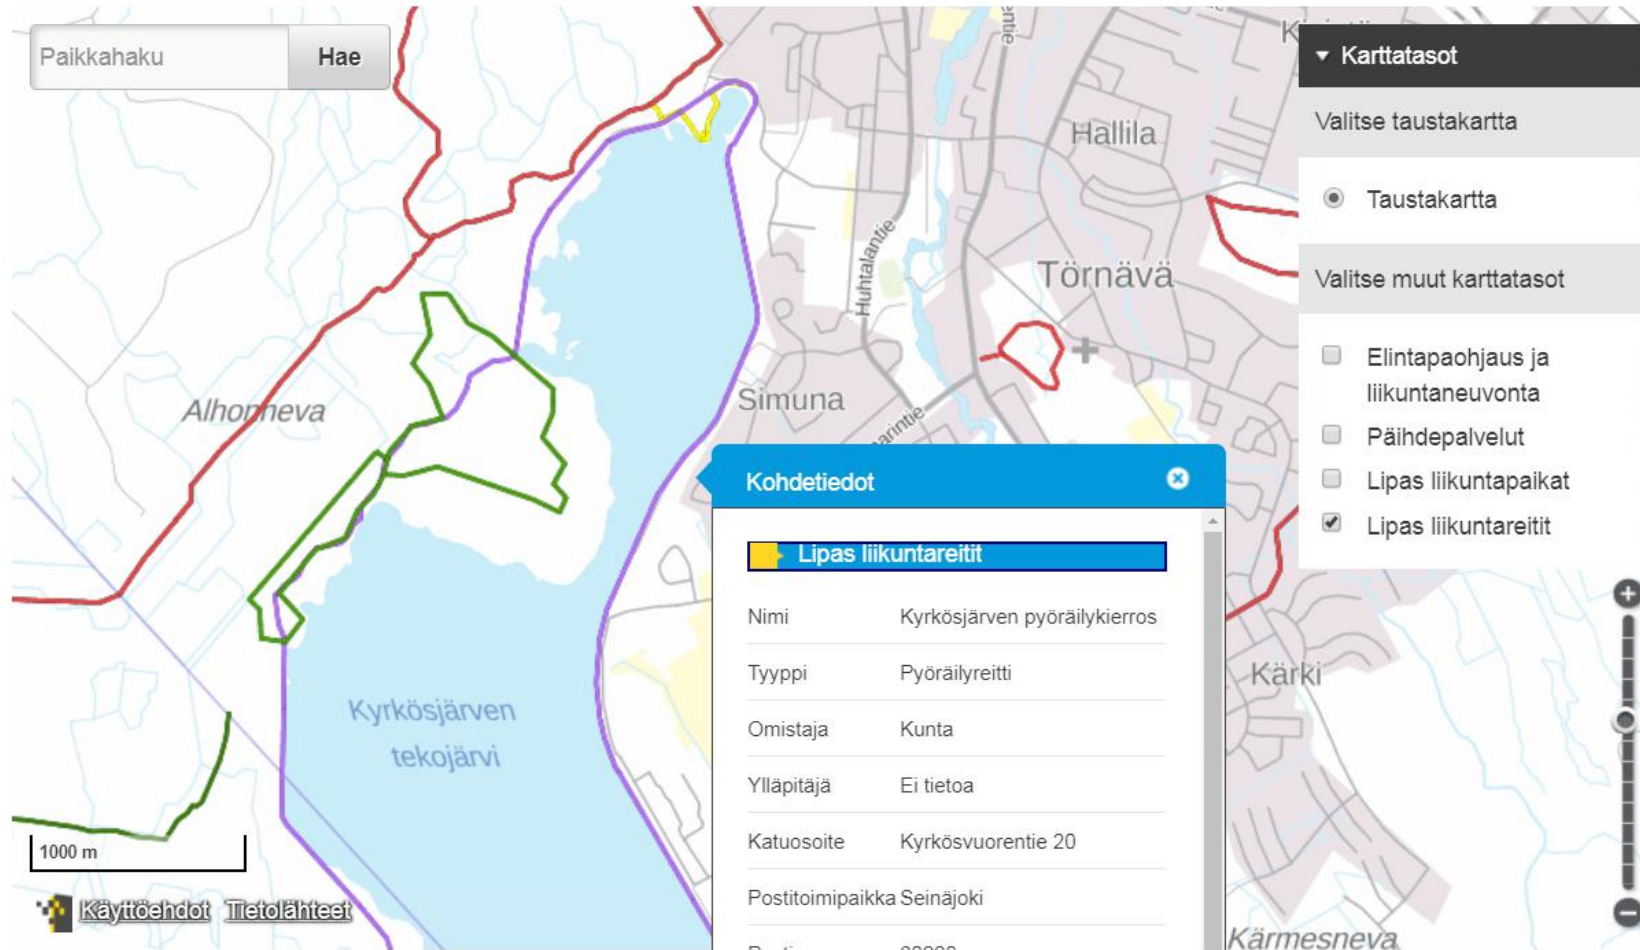 Paikkahaku
Hae
Karttatasot
Valitse taustakartta
Taustakartta
Valitse muut karttatasot
Elintapaohjaus ja
liikuntaneuvonta
Päihdepalvelut
Lipas liikuntapaikat
Lipas liikuntareitit
Hallila
Huhtalantie
Törnävä
Alhonneva
Simuna
Kohdetiedot
Lipas liikuntareitit
Nimi Kyrkösjärven pyöräilykierros
Tyyppi Pyöräilyreitti
Omistaja Kunta
Ylläpitäjä Ei tietoa
Katuosoite Kyrkösvuorentie 20
Postitoimipaikka Seinäjoki
Kärki
Kyrkösjärven
tekojärvi
1000 m
Käyttöehdot Tietolähteet
Kärmesneva